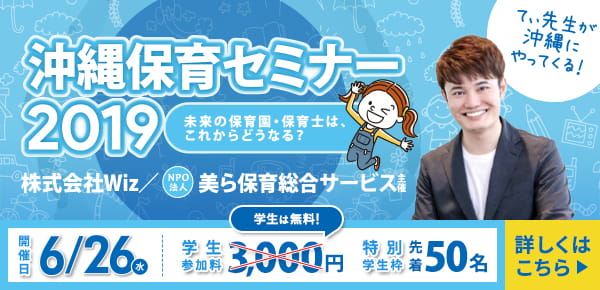 てぃ先生が
沖縄に
やってくる!
沖縄保育セミナー
2019
未来の保育園・保育士は、
これからどうなる?
株式会社Wiz／NPO法人 美ら保育総合サービス主催
学生は無料!
開催日 6/26水
学生参加料 3,000円
特別学生枠 先着50名
詳しくは
こちら▶